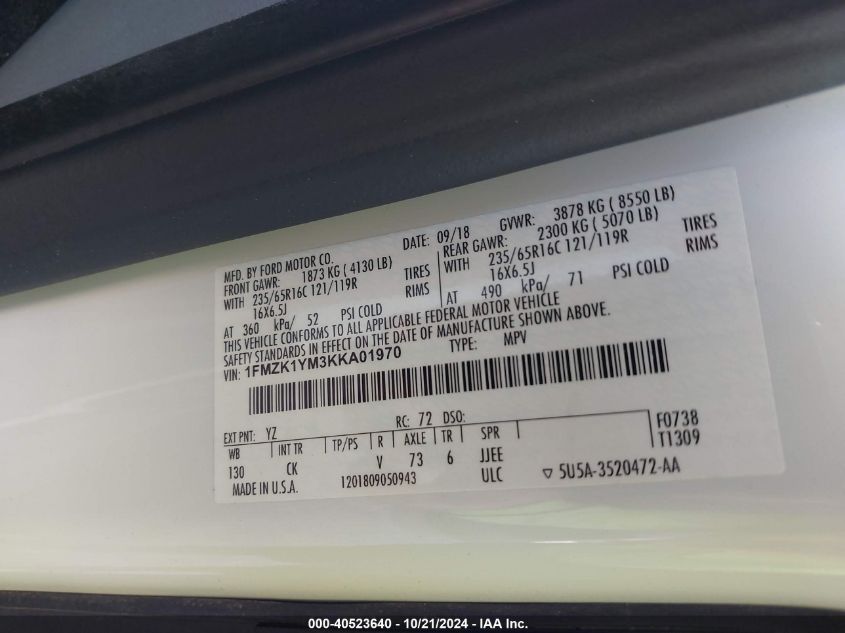 MFD. BY FORD MOTOR CO. DATE: 09/18 GVWR: 3878 KG ( 8550 LB)
FRONT GAWR: 1873 KG ( 4130 LB) REAR GAWR: 2300 KG ( 5070 LB)
WITH 235/65R16C 121/119R TIRES WITH 235/65R16C 121/119R TIRES
16X6.5J RIMS 16X6.5J RIMS
AT 360 kPa/ 52 PSI COLD AT 490 kPa/ 71 PSI COLD
THIS VEHICLE CONFORMS TO ALL APPLICABLE FEDERAL MOTOR VEHICLE
SAFETY STANDARDS IN EFFECT ON THE DATE OF MANUFACTURE SHOWN ABOVE.
VIN: 1FMZK1YM3KKA01970 TYPE: MPV
EXT PNT: YZ RC: 72 DSO: F0738
WB INT TR TP/PS R AXLE TR SPR T1309
130 CK V 73 6 JJEE
MADE IN U.S.A. 1201809050943 ULC ▽ 5U5A-3520472-AA
000-40523640 - 10/21/2024 - IAA Inc.